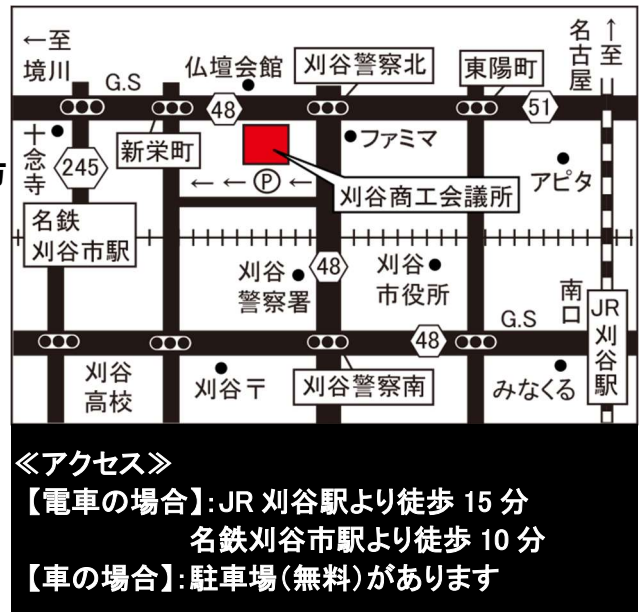 ←至
境川
G.S
仏壇会館
刈谷警察北
東陽町
名古屋
↑至
48
51
十念寺
新栄町
ファミマ
245
← ← Ⓟ ←
刈谷商工会議所
アピタ
名鉄
刈谷市駅
刈谷
警察署
48
刈谷
市役所
南口
JR刈谷駅
G.S
48
刈谷
高校
刈谷〒
刈谷警察南
みなくる
≪アクセス≫
【電車の場合】:JR 刈谷駅より徒歩 15 分
名鉄刈谷市駅より徒歩 10 分
【車の場合】:駐車場(無料)があります